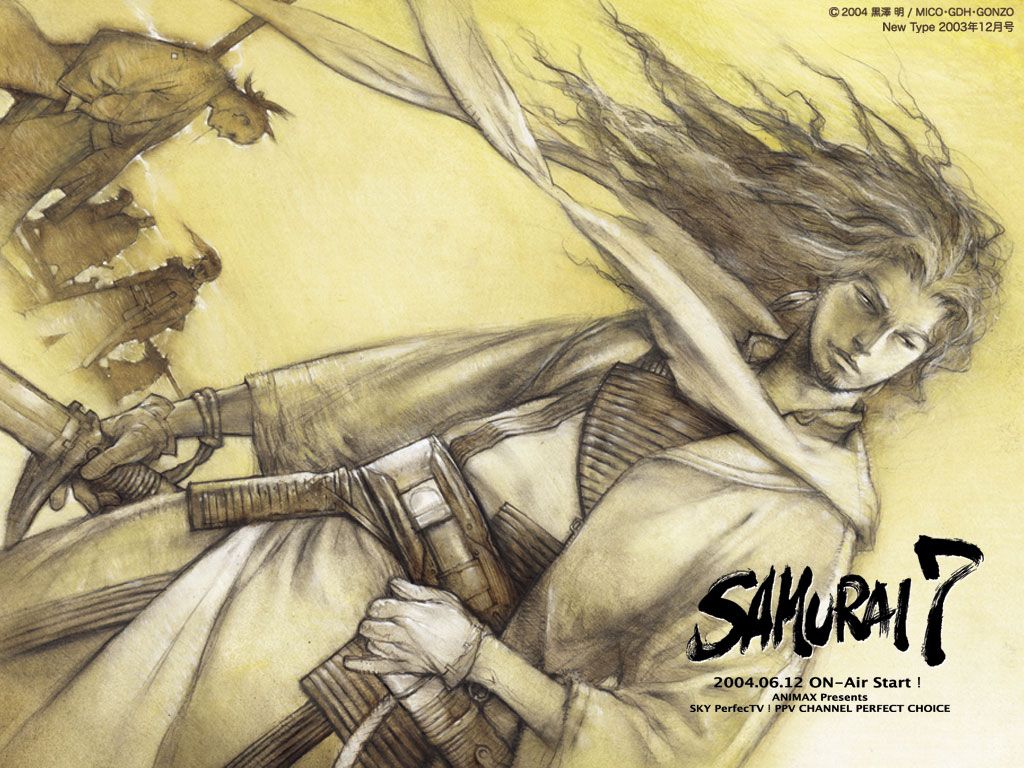 © 2004 黒澤 明 / MICO・GDH・GONZO
New Type 2003年12月号
SAMURAI 7
2004.06.12 ON-Air Start !
ANIMAX Presents
SKY PerfecTV ! PPV CHANNEL PERFECT CHOICE